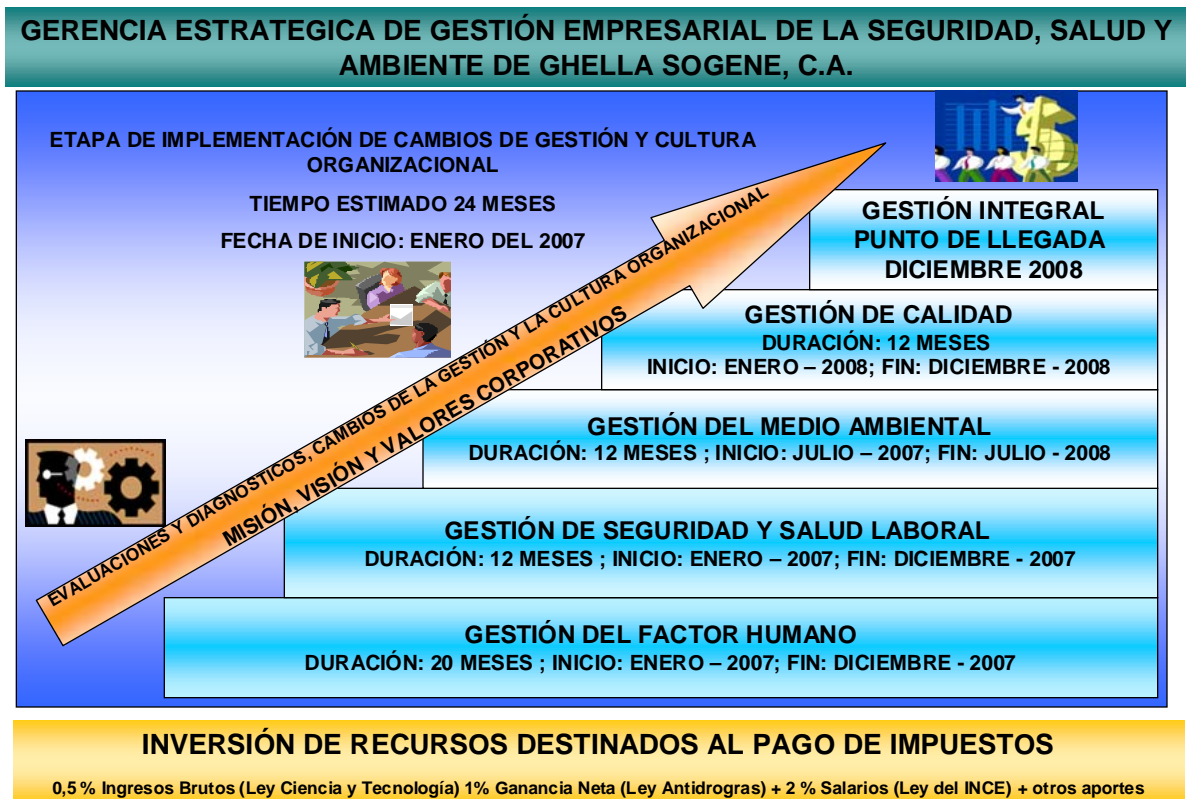 GERENCIA ESTRATEGICA DE GESTIÓN EMPRESARIAL DE LA SEGURIDAD, SALUD Y
AMBIENTE DE GHELLA SOGENE, C.A.
ETAPA DE IMPLEMENTACIÓN DE CAMBIOS DE GESTIÓN Y CULTURA
ORGANIZACIONAL
TIEMPO ESTIMADO 24 MESES
FECHA DE INICIO: ENERO DEL 2007
EVALUACIONES Y DIAGNOSTICOS, CAMBIOS DE LA GESTIÓN Y LA CULTURA ORGANIZACIONAL
MISIÓN, VISIÓN Y VALORES CORPORATIVOS
GESTIÓN INTEGRAL
PUNTO DE LLEGADA
DICIEMBRE 2008
GESTIÓN DE CALIDAD
DURACIÓN: 12 MESES
INICIO: ENERO – 2008; FIN: DICIEMBRE - 2008
GESTIÓN DEL MEDIO AMBIENTAL
DURACIÓN: 12 MESES ; INICIO: JULIO – 2007; FIN: JULIO - 2008
GESTIÓN DE SEGURIDAD Y SALUD LABORAL
DURACIÓN: 12 MESES ; INICIO: ENERO – 2007; FIN: DICIEMBRE - 2007
GESTIÓN DEL FACTOR HUMANO
DURACIÓN: 20 MESES ; INICIO: ENERO – 2007; FIN: DICIEMBRE - 2007
INVERSIÓN DE RECURSOS DESTINADOS AL PAGO DE IMPUESTOS
0,5 % Ingresos Brutos (Ley Ciencia y Tecnología) 1% Ganancia Neta (Ley Antidrogras) + 2 % Salarios (Ley del INCE) + otros aportes